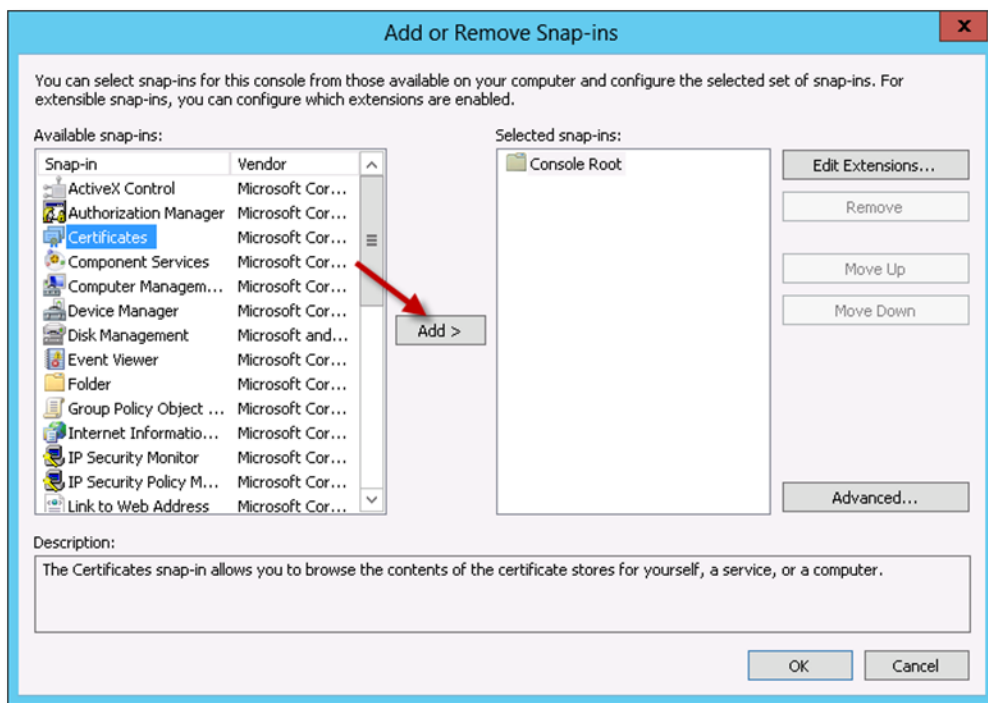 Add or Remove Snap-ins
x
You can select snap-ins for this console from those available on your computer and configure the selected set of snap-ins. For
extensible snap-ins, you can configure which extensions are enabled.
Available snap-ins:
Snap-in Vendor
ActiveX Control Microsoft Cor...
Authorization Manager Microsoft Cor...
Certificates Microsoft Cor...
Component Services Microsoft Cor...
Computer Managem... Microsoft Cor...
Device Manager Microsoft Cor...
Disk Management Microsoft and...
Event Viewer Microsoft Cor...
Folder Microsoft Cor...
Group Policy Object ... Microsoft Cor...
Internet Informatio... Microsoft Cor...
IP Security Monitor Microsoft Cor...
IP Security Policy M... Microsoft Cor...
Link to Web Address Microsoft Cor...
Add >
Selected snap-ins:
Console Root
Edit Extensions...
Remove
Move Up
Move Down
Advanced...
Description:
The Certificates snap-in allows you to browse the contents of the certificate stores for yourself, a service, or a computer.
OK
Cancel